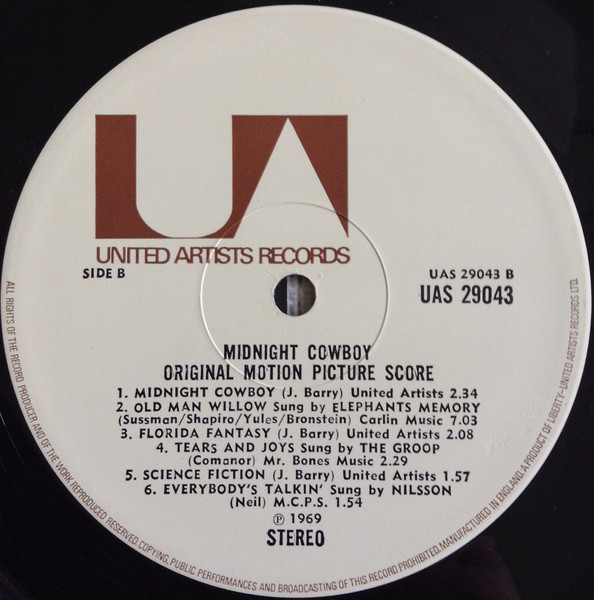 UA
UNITED ARTISTS RECORDS
SIDE B
UAS 29043 B
UAS 29043
MIDNIGHT COWBOY
ORIGINAL MOTION PICTURE SCORE
1. MIDNIGHT COWBOY (J. Barry) United Artists 2.34
2. OLD MAN WILLOW Sung by ELEPHANTS MEMORY
(Sussman/Shapiro/Yules/Bronstein) Carlin Music 7.03
3. FLORIDA FANTASY (J. Barry) United Artists 2.08
4. TEARS AND JOYS Sung by THE GROOP
(Comanor) Mr. Bones Music 2.29
5. SCIENCE FICTION (J. Barry) United Artists 1.57
6. EVERYBODY'S TALKIN' Sung by NILSSON
(Neil) M.C.P.S. 1.54
℗ 1969
STEREO
ALL RIGHTS OF THE RECORD PRODUCER AND OF THE WORK REPRODUCED RESERVED. COPYING, PUBLIC PERFORMANCES AND BROADCASTING OF THIS RECORD PROHIBITED. MANUFACTURED IN ENGLAND. A PRODUCT OF LIBERTY-UNITED ARTISTS RECORDS LTD.